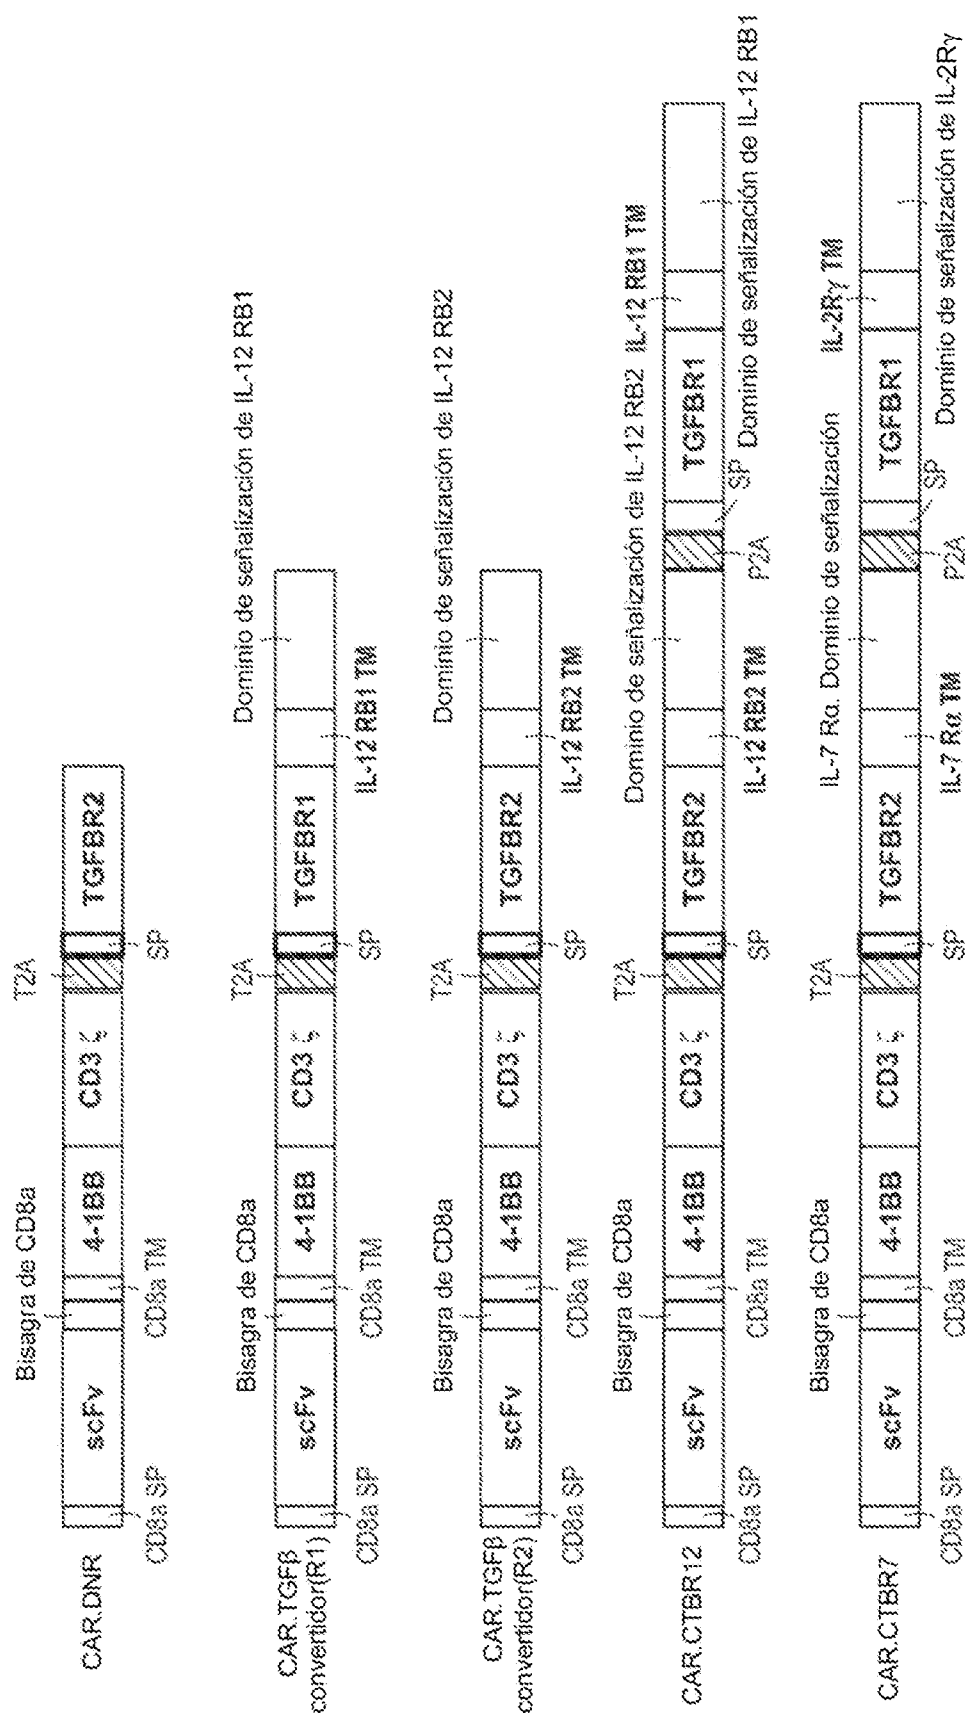 Bisagra de CD8a
T2A
CAR.DNR
scFv
4-1BB
CD3 ζ
TGFBR2
CD8a SP
CD8a TM
SP
Dominio de señalización de IL-12 RB1
Bisagra de CD8a
T2A
CAR.TGFβ
convertidor(R1)
scFv
4-1BB
CD3 ζ
TGFBR1
CD8a SP
CD8a TM
SP
IL-12 RB1 TM
Dominio de señalización de IL-12 RB2
Bisagra de CD8a
T2A
CAR.TGFβ
convertidor(R2)
scFv
4-1BB
CD3 ζ
TGFBR2
CD8a SP
CD8a TM
SP
IL-12 RB2 TM
Dominio de señalización de IL-12 RB2
IL-12 RB1 TM
Bisagra de CD8a
T2A
CAR.CTBR12
scFv
4-1BB
CD3 ζ
TGFBR2
TGFBR1
CD8a SP
CD8a TM
SP
IL-12 RB2 TM
P2A
SP
Dominio de señalización de IL-12 RB1
IL-7 Rα. Dominio de señalización
IL-2Rγ TM
Bisagra de CD8a
T2A
CAR.CTBR7
scFv
4-1BB
CD3 ζ
TGFBR2
TGFBR1
CD8a SP
CD8a TM
SP
IL-7 Rα TM
P2A
SP
Dominio de señalización de IL-2Rγ